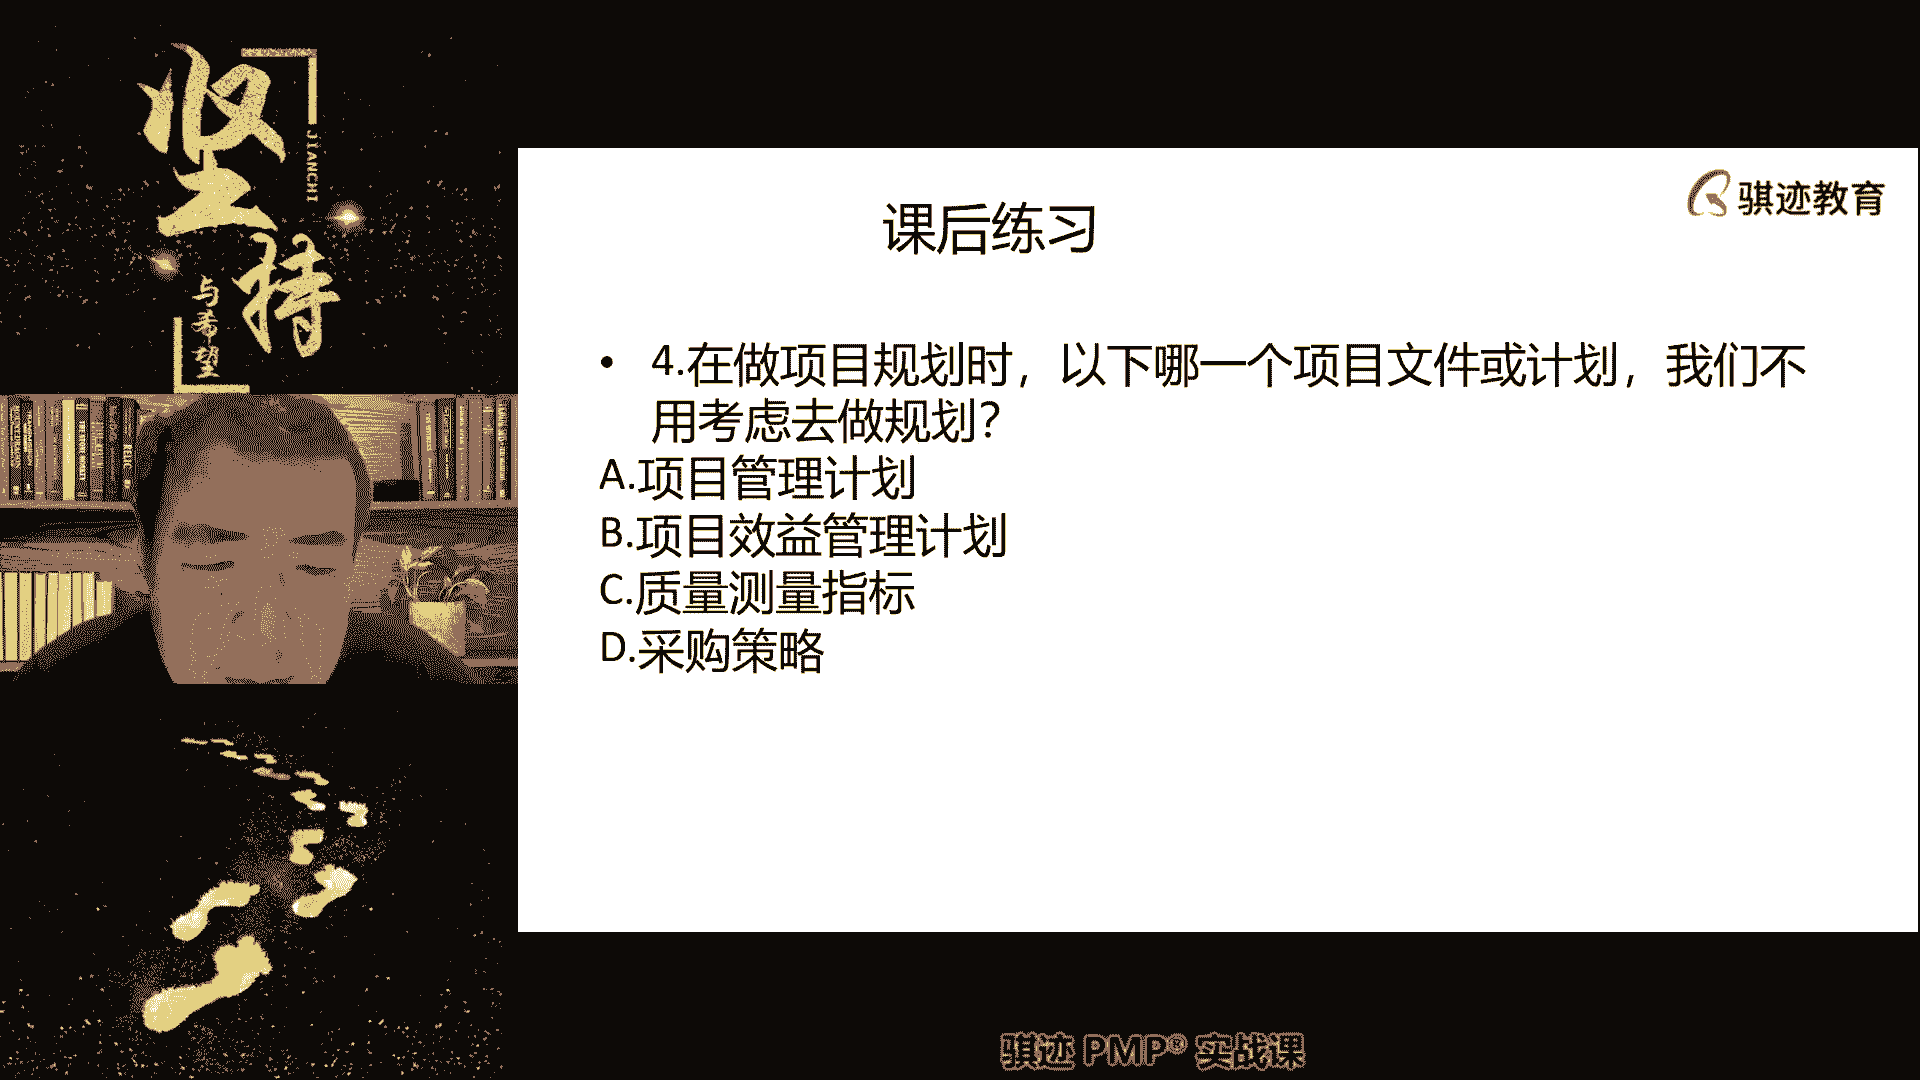 坚持
JIANCHI
与希望
骐迹教育
课后练习
• 4.在做项目规划时，以下哪一个项目文件或计划，我们不
用考虑去做规划？
A.项目管理计划
B.项目效益管理计划
C.质量测量指标
D.采购策略
骐迹 PMP® 实战课